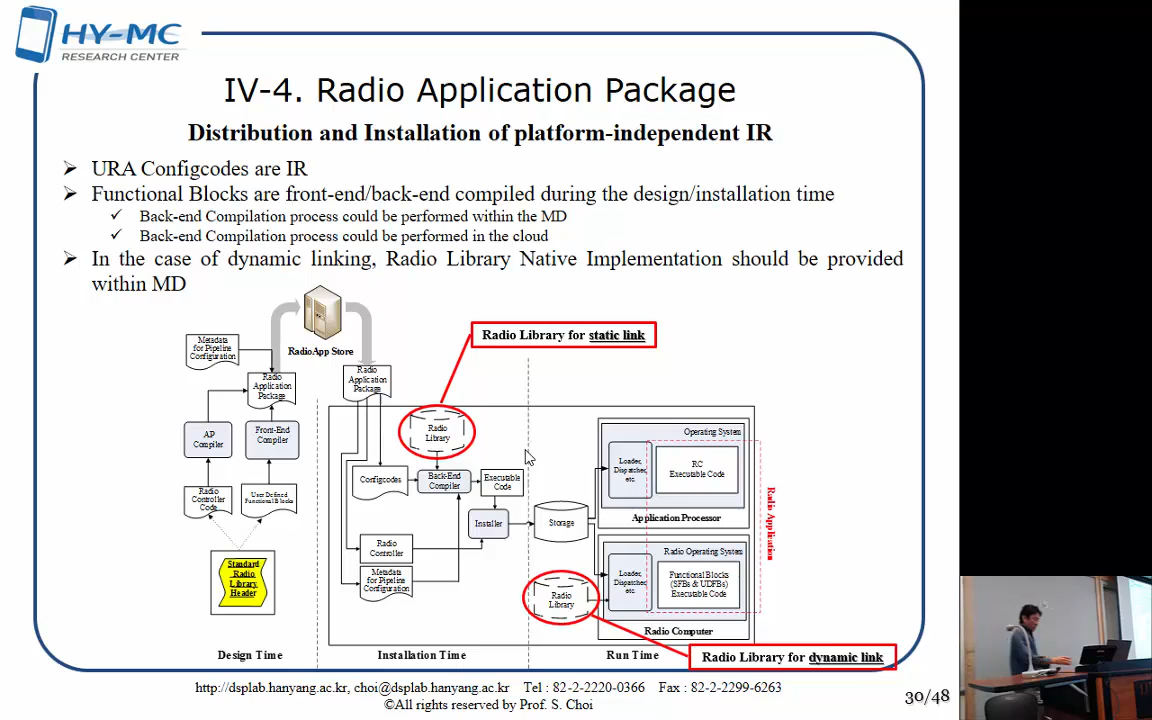 HY-MC
RESEARCH CENTER
IV-4. Radio Application Package
Distribution and Installation of platform-independent IR
URA Configcodes are IR
Functional Blocks are front-end/back-end compiled during the design/installation time
Back-end Compilation process could be performed within the MD
Back-end Compilation process could be performed in the cloud
In the case of dynamic linking, Radio Library Native Implementation should be provided
within MD
RadioApp Store
Radio Library for static link
Metadata
for Pipeline
Configuration
Radio
Application
Package
AP
Compiler
Front-End
Compiler
Radio
Controller
Code
User Defined
Functional Blocks
Standard
Radio
Library
Header
Design Time
Radio
Application
Package
Radio
Library
Configcodes
Back-End
Compiler
Executable
Code
Installer
Radio
Controller
Metadata
for Pipeline
Configuration
Installation Time
Storage
Radio
Library
Operating System
Loader,
Dispatcher,
etc.
RC
Executable Code
Application Processor
Radio Operating System
Loader,
Dispatcher,
etc.
Functional Blocks
(SFBs & UDFBs)
Executable Code
Radio Computer
Radio Application
Run Time
Radio Library for dynamic link
http://dsplab.hanyang.ac.kr, choi@dsplab.hanyang.ac.kr Tel : 82-2-2220-0366 Fax : 82-2-2299-6263
©All rights reserved by Prof. S. Choi
30/48